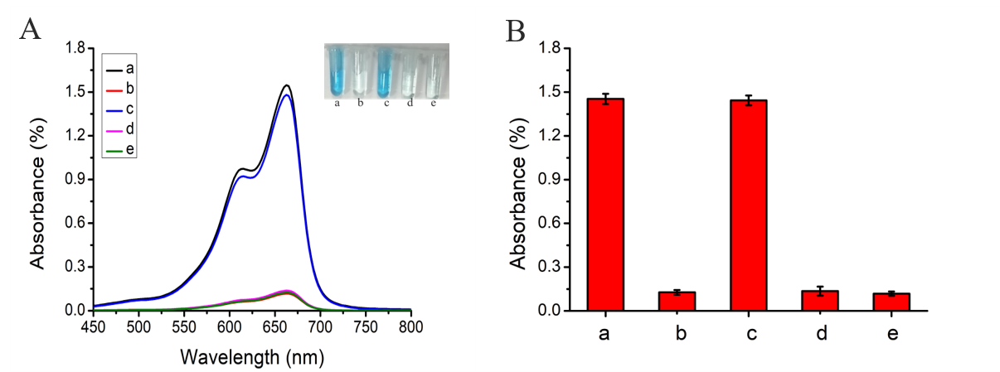 A
Absorbance (%)
1.8
1.5
1.2
0.9
0.6
0.3
0.0
a
b
c
d
e
a b c d e
450 500 550 600 650 700 750 800
Wavelength (nm)
B
Absorbance (%)
1.8
1.5
1.2
0.9
0.6
0.3
0.0
a b c d e